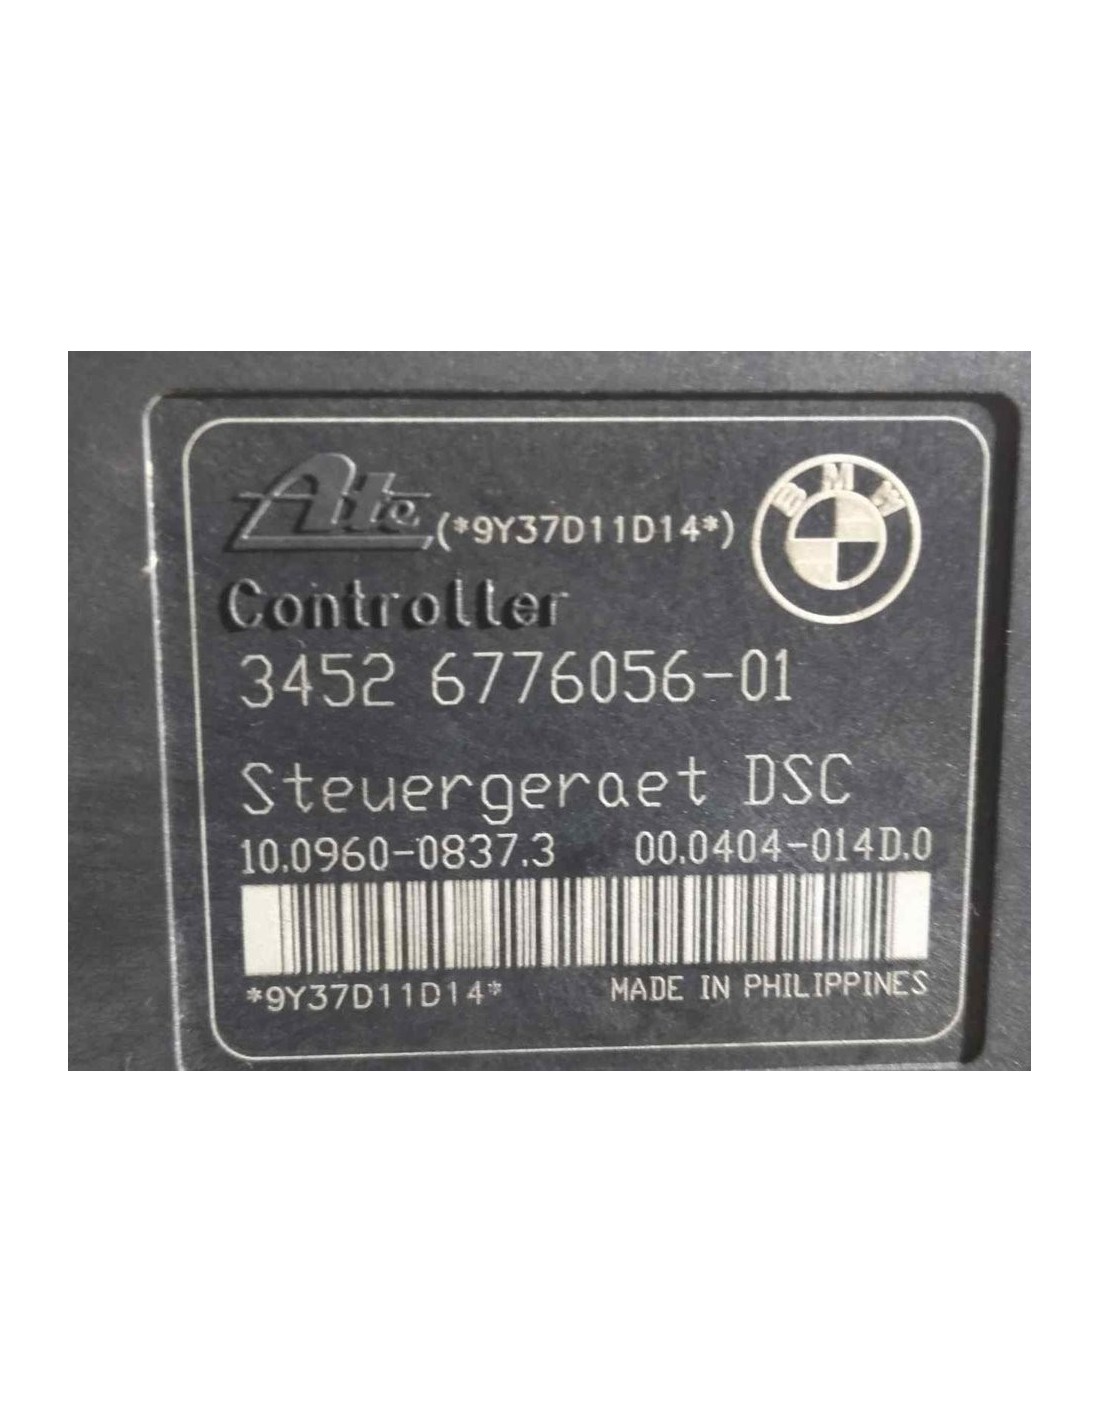 Ate (*9Y37D11D14*)
BMW
Controller
3452 6776056-01
Steuergeraet DSC
10.0960-0837.3 00.0404-014D.0
*9Y37D11D14* MADE IN PHILIPPINES